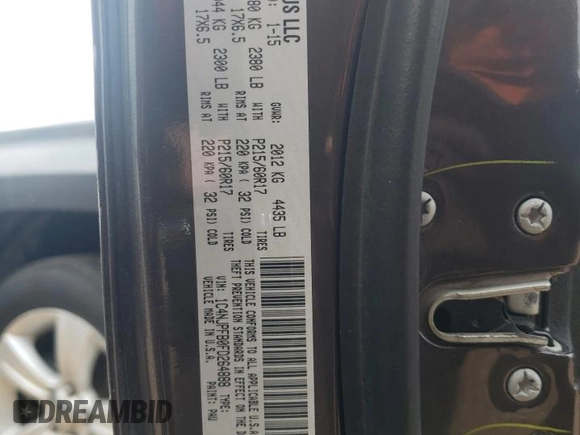 US LLC
1-15
GVWR: 2012 KG 4435 LB
80 KG 2380 LB WITH P215/60R17 TIRES
17X6.5 RIMS AT 220 KPA ( 32 PSI) COLD
44 KG 2300 LB WITH P215/60R17 TIRES
17X6.5 RIMS AT 220 KPA ( 32 PSI) COLD
THIS VEHICLE CONFORMS TO ALL APPLICABLE U.S.A.
THEFT PREVENTION STANDARDS IN EFFECT ON THE D
VIN: 1C4NJPFB0FD264888 TYPE:
MADE IN U.S.A. PAINT: PAU
DREAMBID